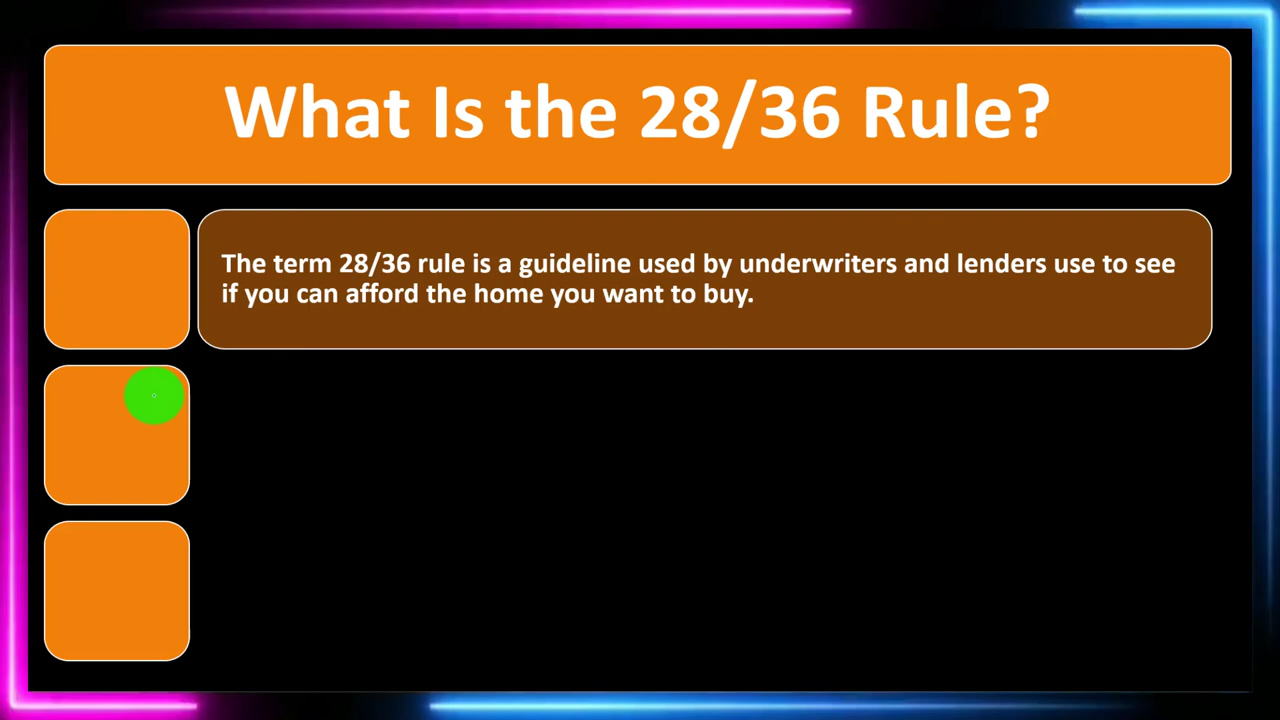 What Is the 28/36 Rule?
The term 28/36 rule is a guideline used by underwriters and lenders use to see
if you can afford the home you want to buy.